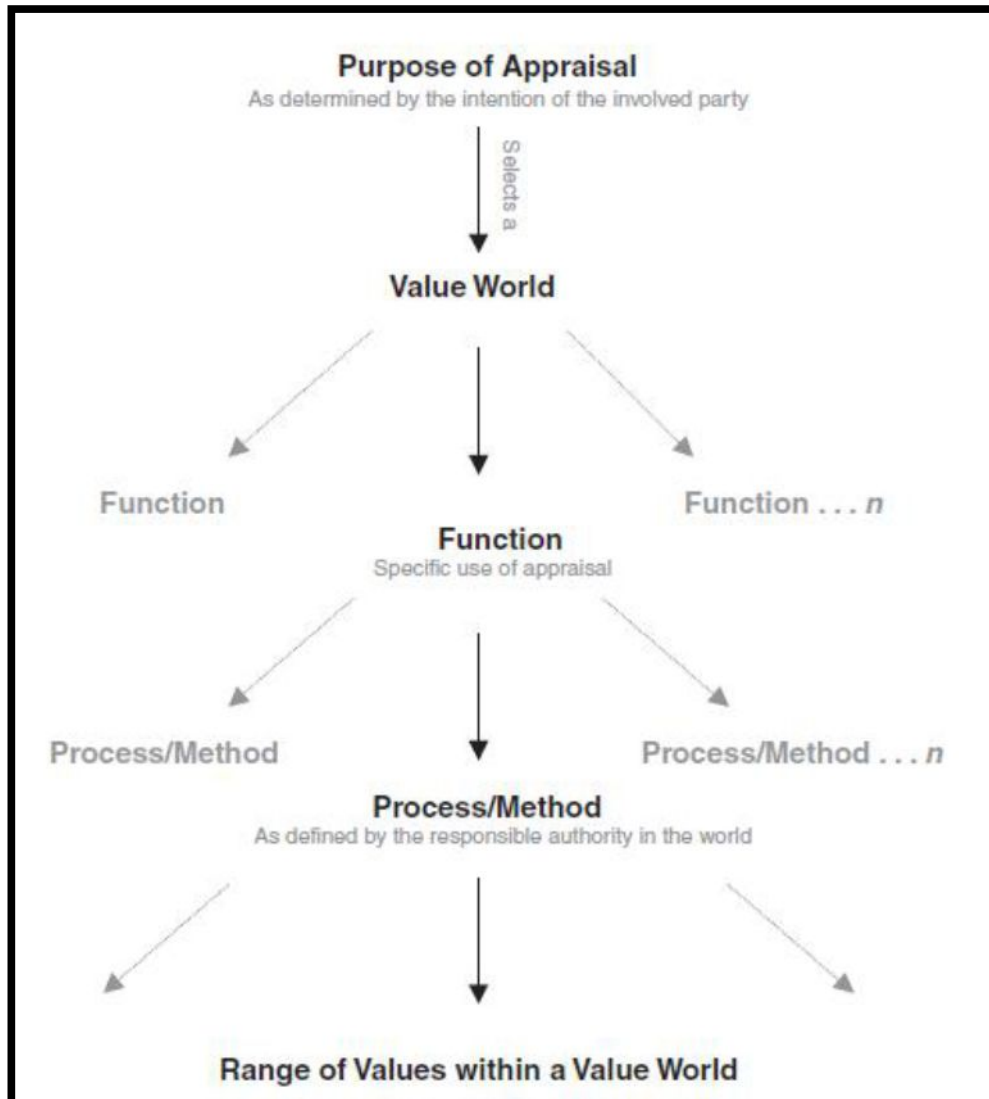 Purpose of Appraisal
As determined by the intention of the involved party
Selects a
Value World
Function
Function . . . n
Function
Specific use of appraisal
Process/Method
Process/Method . . . n
Process/Method
As defined by the responsible authority in the world
Range of Values within a Value World